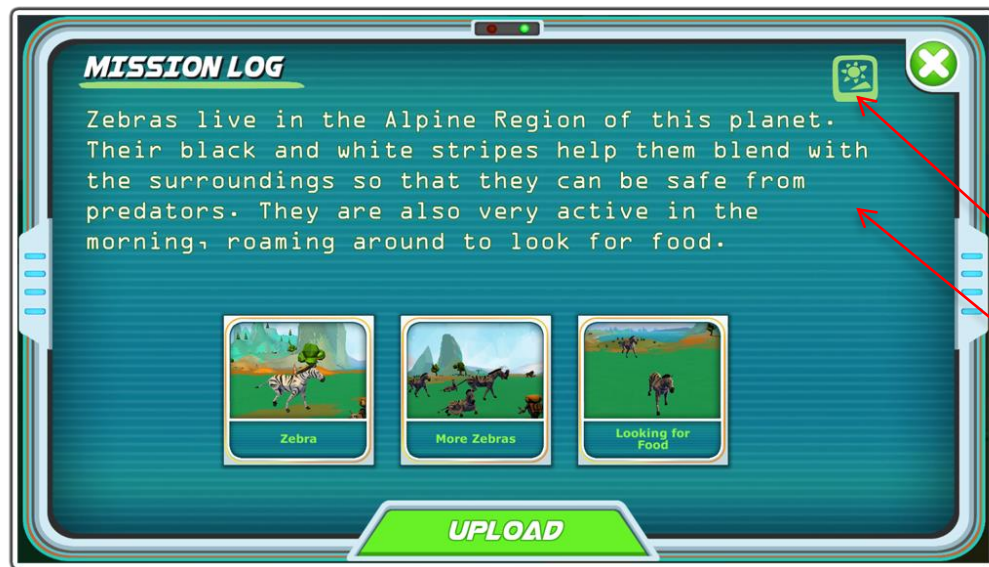 MISSION LOG
Zebras live in the Alpine Region of this planet.
Their black and white stripes help them blend with
the surroundings so that they can be safe from
predators. They are also very active in the
morning, roaming around to look for food.
Zebra
More Zebras
Looking for
Food
UPLOAD